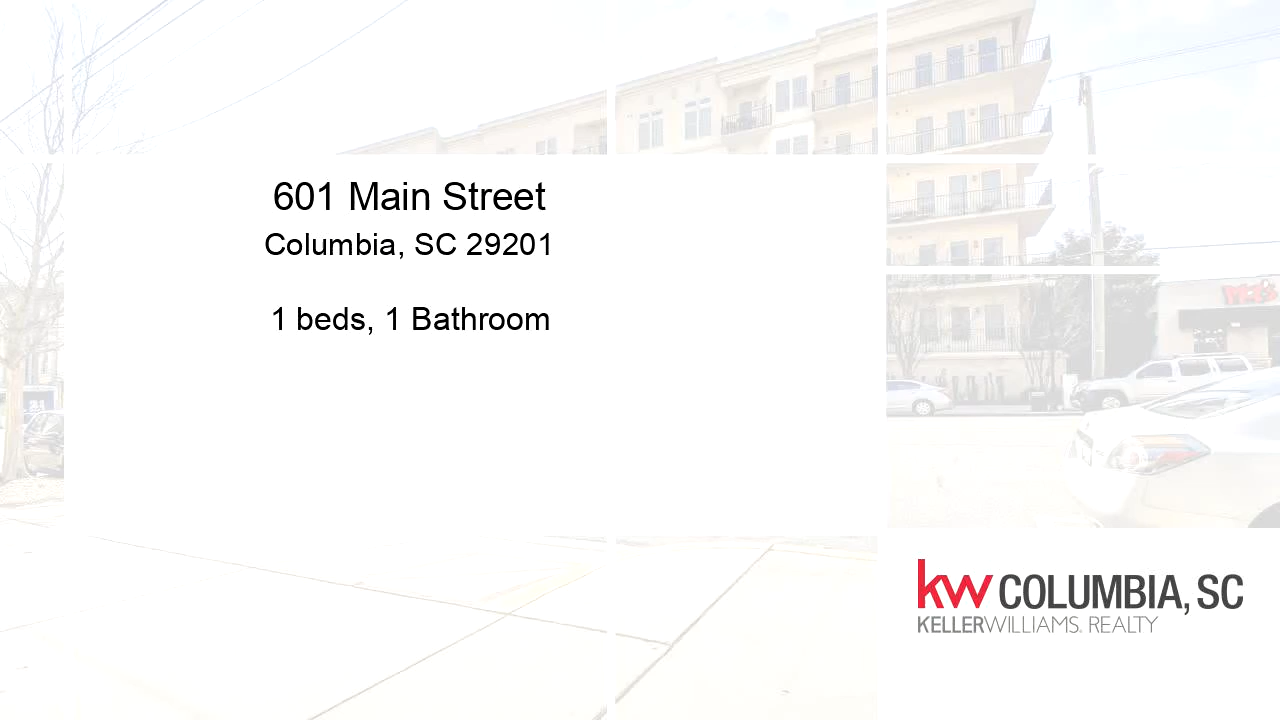 601 Main Street
Columbia, SC 29201
1 beds, 1 Bathroom
kw COLUMBIA, SC
KELLERWILLIAMS. REALTY